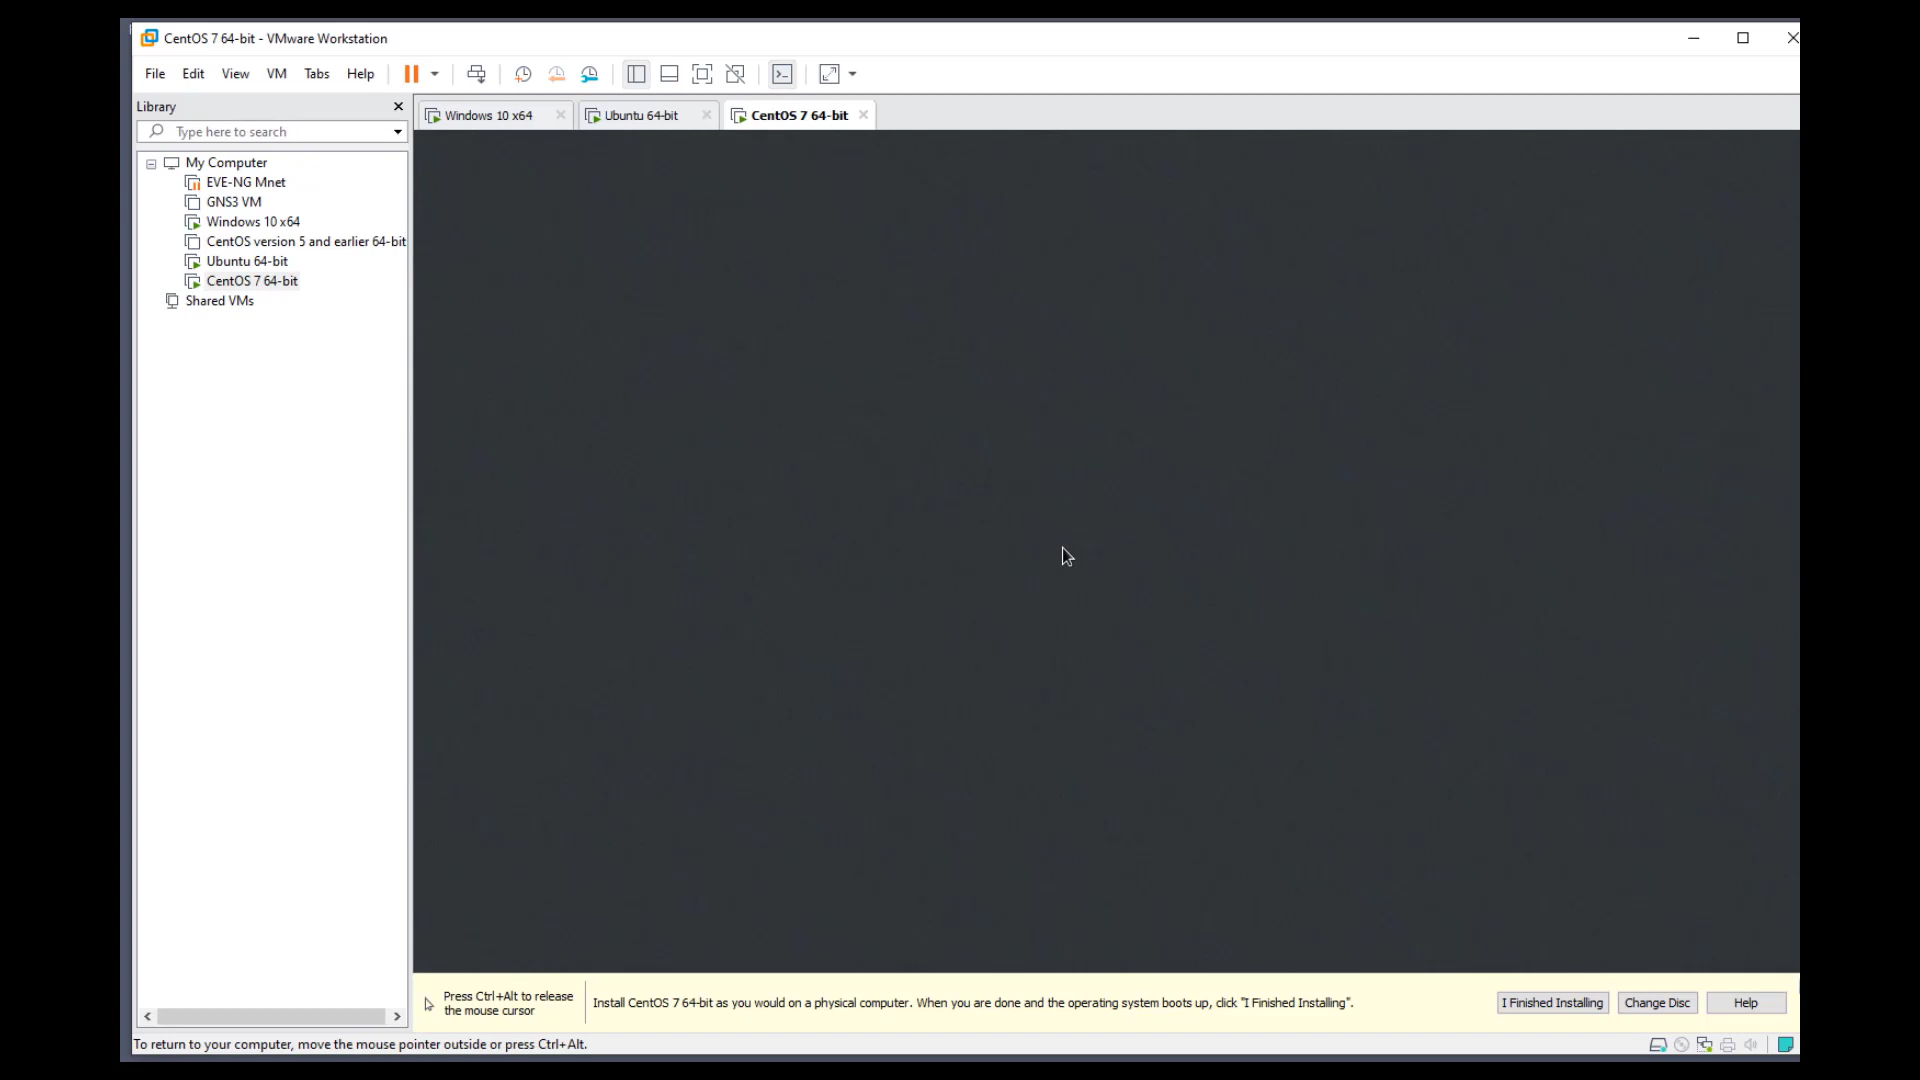 CentOS 7 64-bit - VMware Workstation
File Edit View VM Tabs Help
Library
Type here to search
Windows 10 x64
Ubuntu 64-bit
CentOS 7 64-bit
My Computer
EVE-NG Mnet
GNS3 VM
Windows 10 x64
CentOS version 5 and earlier 64-bit
Ubuntu 64-bit
CentOS 7 64-bit
Shared VMs
Press Ctrl+Alt to release
the mouse cursor
Install CentOS 7 64-bit as you would on a physical computer. When you are done and the operating system boots up, click "I Finished Installing".
I Finished Installing
Change Disc
Help
To return to your computer, move the mouse pointer outside or press Ctrl+Alt.